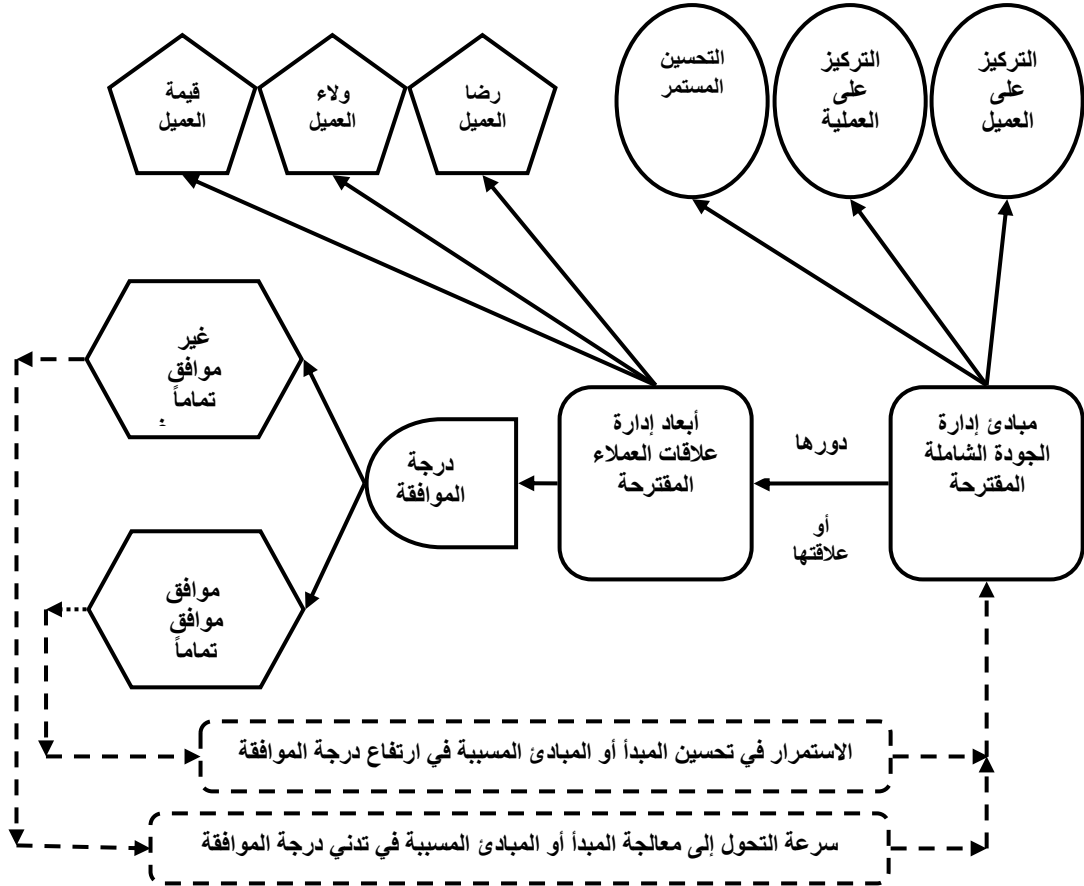 التركيز
على
العميل
التركيز
على
العملية
التحسين
المستمر
رضا
العميل
ولاء
العميل
قيمة
العميل
مبادئ إدارة
الجودة الشاملة
المقترحة
دورها
أو
علاقتها
أبعاد إدارة
علاقات العملاء
المقترحة
درجة
الموافقة
غير
موافق
تماماً
موافق
موافق
تماماً
الاستمرار في تحسين المبدأ أو المبادئ المسببة في ارتفاع درجة الموافقة
سرعة التحول إلى معالجة المبدأ أو المبادئ المسببة في تدني درجة الموافقة